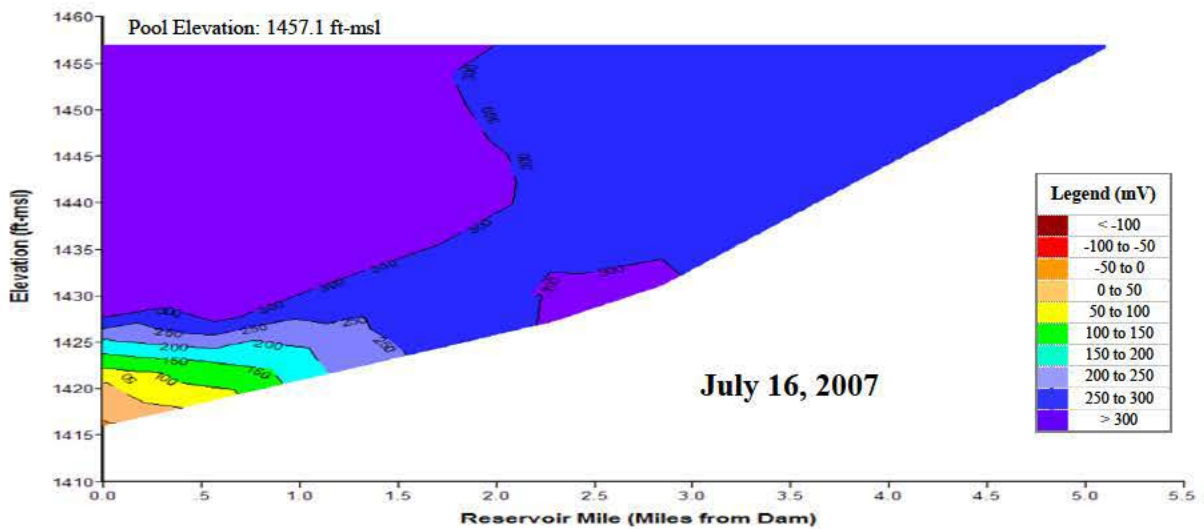 Pool Elevation: 1457.1 ft-msl
1460
1455
1450
1445
1440
1435
1430
1425
1420
1415
1410
Elevation (ft-msl)
300
300
300
300
300
300
300
300
300
250
250
250
250
200
200
150
150
100
50
July 16, 2007
Legend (mV)
< -100
-100 to -50
-50 to 0
0 to 50
50 to 100
100 to 150
150 to 200
200 to 250
250 to 300
> 300
0.0 .5 1.0 1.5 2.0 2.5 3.0 3.5 4.0 4.5 5.0 5.5
Reservoir Mile (Miles from Dam)